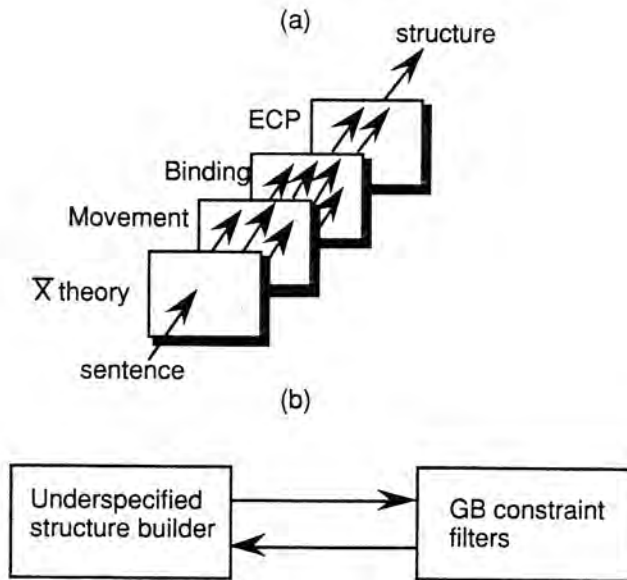 (a)
structure
ECP
Binding
Movement
X̄ theory
sentence
(b)
Underspecified
structure builder
GB constraint
filters